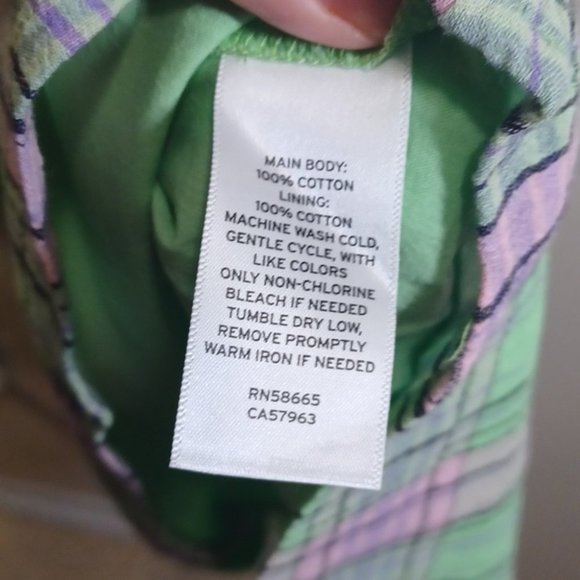 MAIN BODY:
100% COTTON
LINING:
100% COTTON
MACHINE WASH COLD,
GENTLE CYCLE, WITH
LIKE COLORS
ONLY NON-CHLORINE
BLEACH IF NEEDED
TUMBLE DRY LOW,
REMOVE PROMPTLY
WARM IRON IF NEEDED
RN58665
CA57963